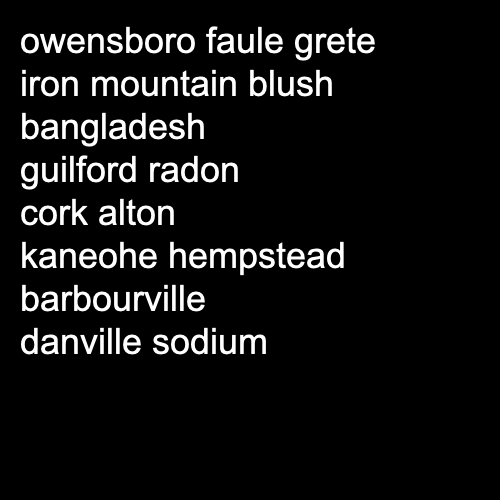 owensboro faule grete
iron mountain blush
bangladesh
guilford radon
cork alton
kaneohe hempstead
barbourville
danville sodium